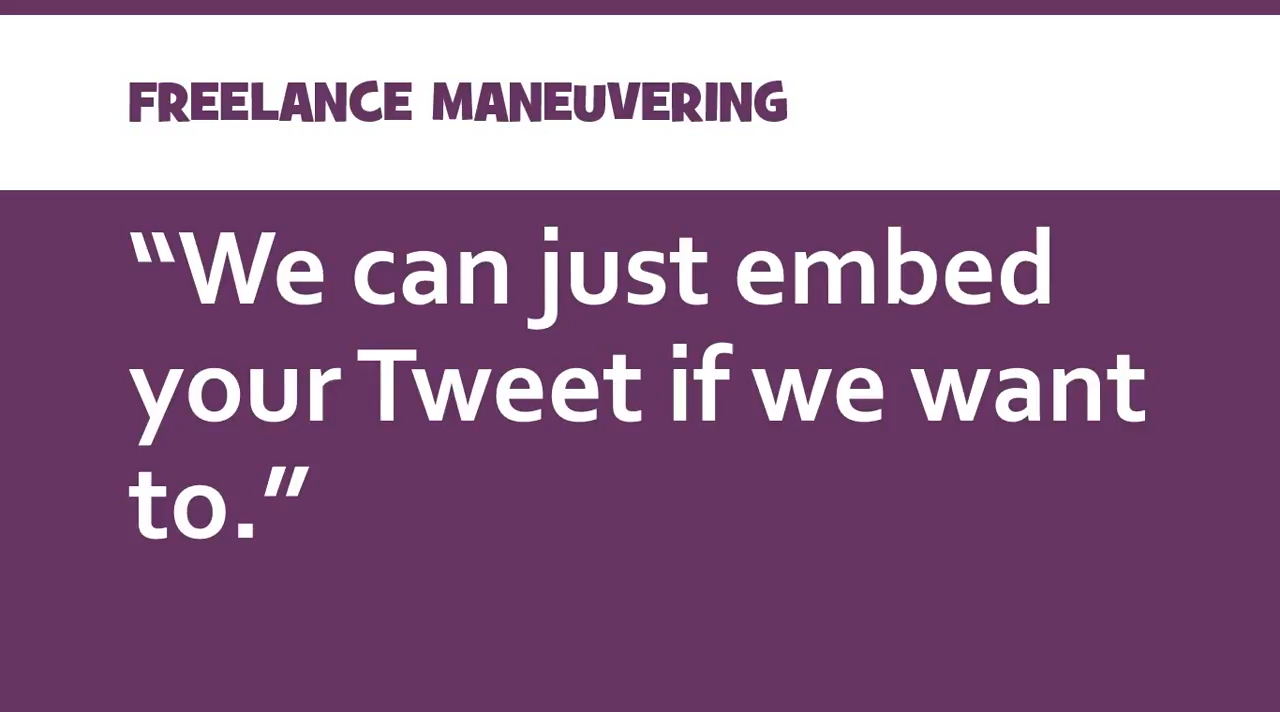 FREELANCE MANEUVERING
“We can just embed
your Tweet if we want
to.”